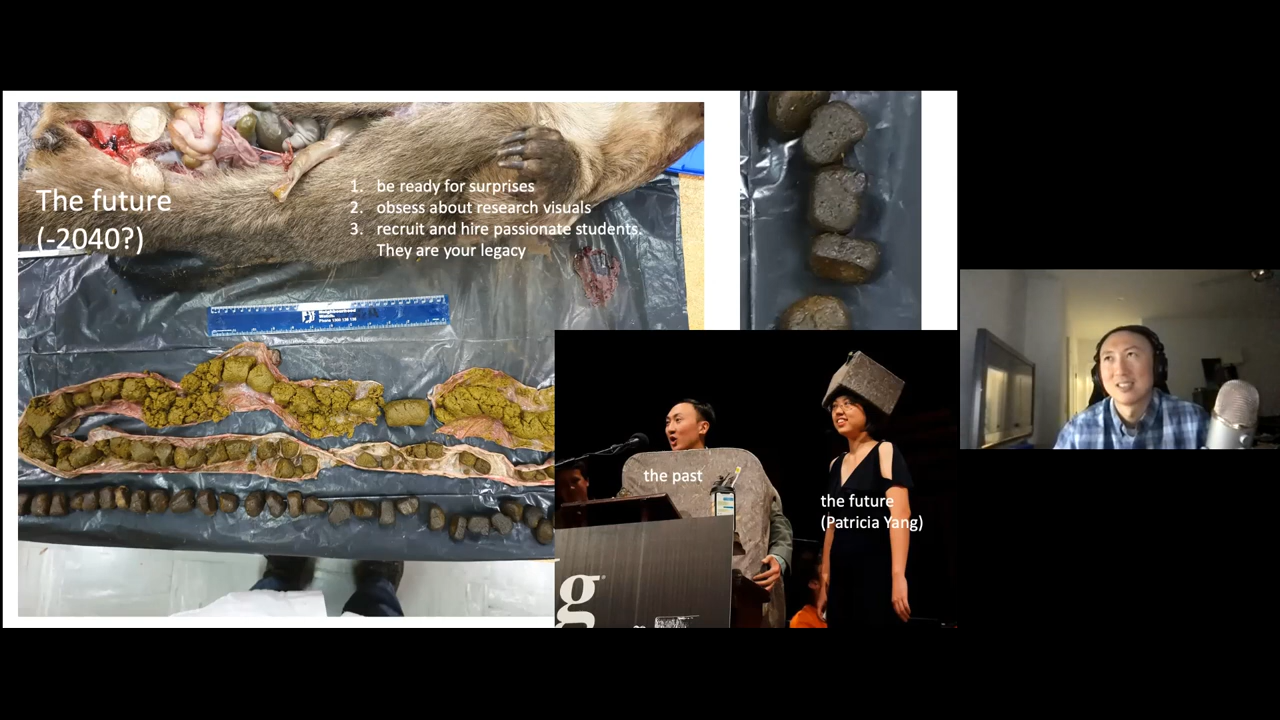 The future
(-2040?)
1. be ready for surprises
2. obsess about research visuals
3. recruit and hire passionate students.
They are your legacy
the past
the future
(Patricia Yang)
g